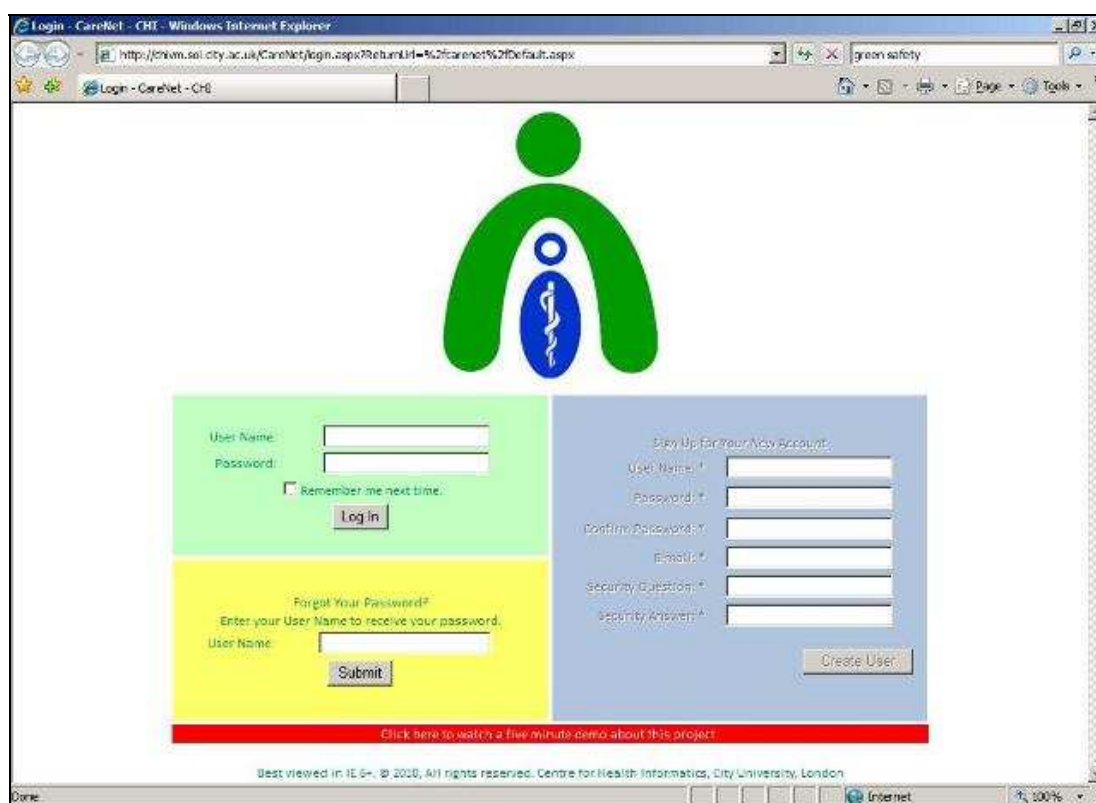 Login - CareNet - CHI - Windows Internet Explorer
http://chivm.soi.city.ac.uk/CareNet/login.aspx?ReturnUrl=%2fcarenet%2fDefault.aspx
green safety
Login - CareNet - CHI
Page
Tools
User Name:
Password:
Remember me next time.
Log In
Forgot Your Password?
Enter your User Name to receive your password.
User Name:
Submit
Sign Up for Your New Account
User Name: *
Password: *
Confirm Password: *
E-mail: *
Security Question: *
Security Answer: *
Create User
Click here to watch a five minute demo about this project
Best viewed in IE 6+. © 2010, All rights reserved. Centre for Health Informatics, City University, London
Done
Internet
100%